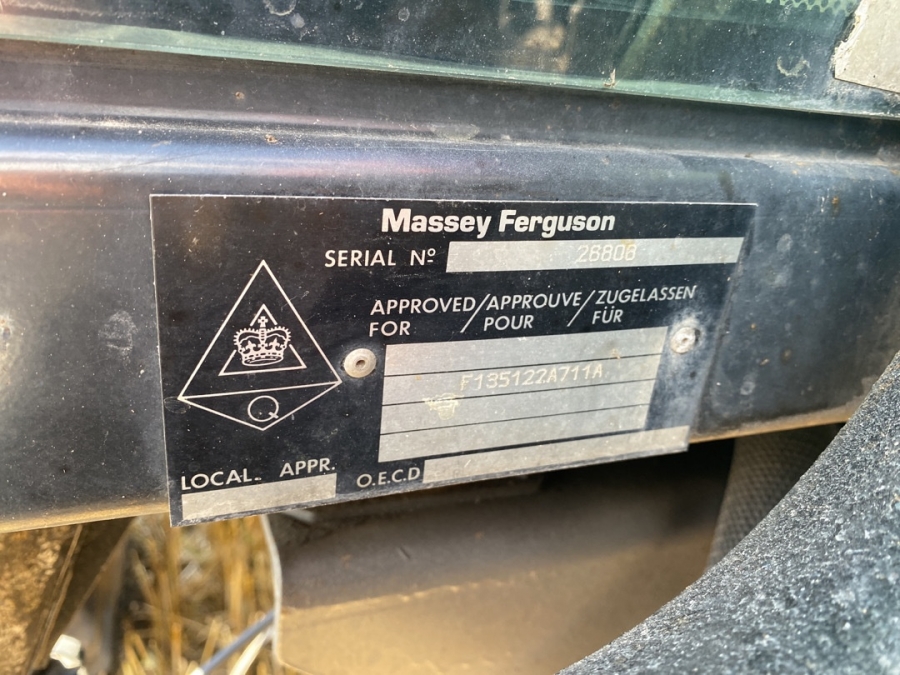 Massey Ferguson
SERIAL Nº 26808
APPROVED / APPROUVE / ZUGELASSEN
FOR / POUR / FÜR
F135122A711A
Q
LOCAL. APPR.
O.E.C.D